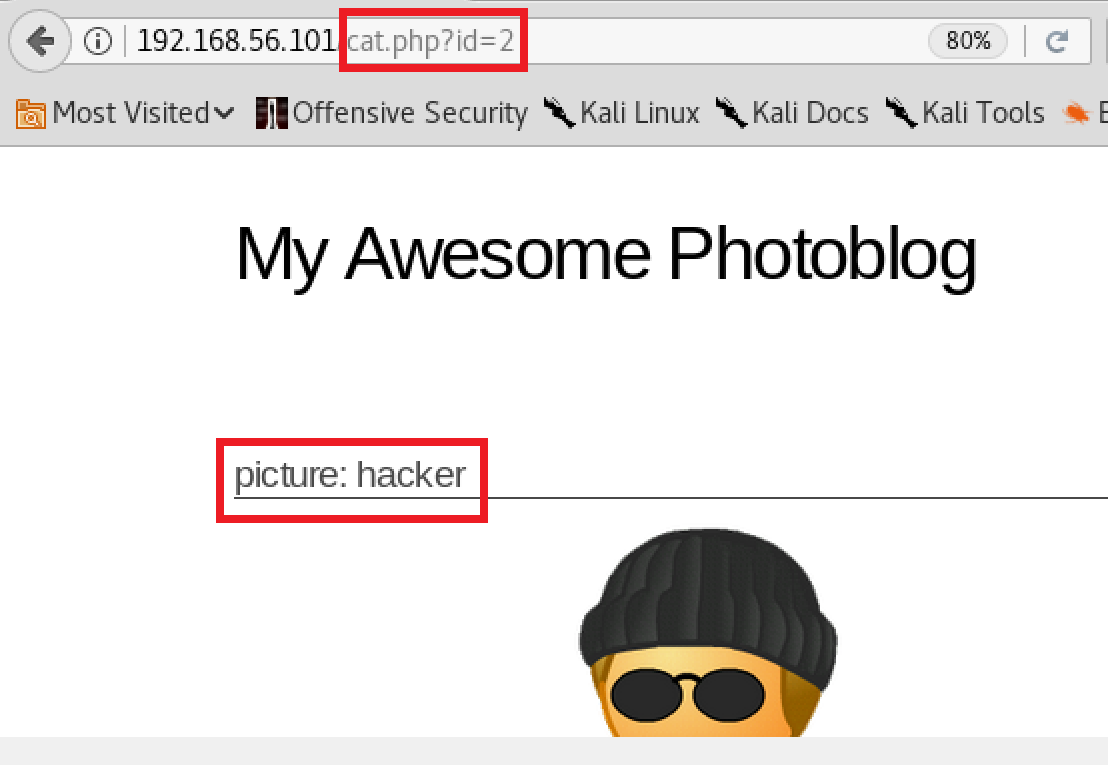 192.168.56.101/cat.php?id=2 80%
Most Visited Offensive Security Kali Linux Kali Docs Kali Tools
My Awesome Photoblog
picture: hacker